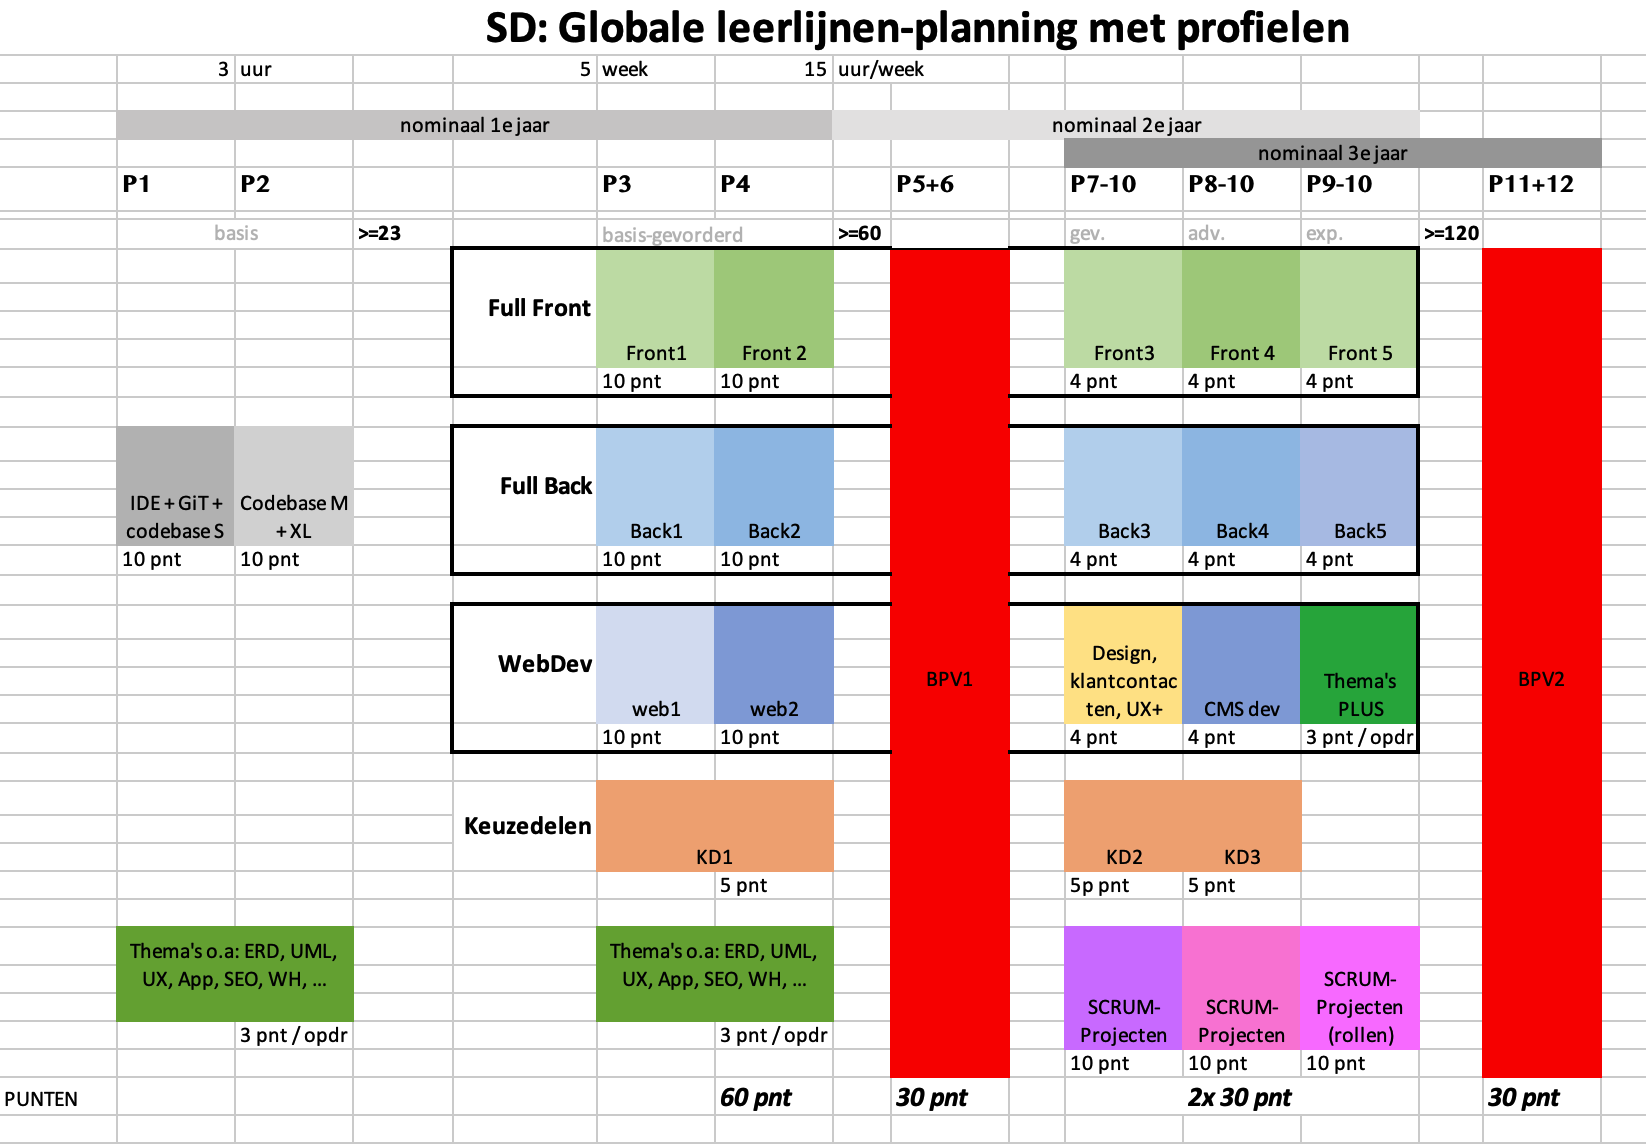 SD: Globale leerlijnen-planning met profielen
3 uur 5 week 15 uur/week
nominaal 1e jaar nominaal 2e jaar
nominaal 3e jaar
P1 P2 P3 P4 P5+6 P7-10 P8-10 P9-10 P11+12
basis >=23 basis-gevorderd >=60 gev. adv. exp. >=120
Full Front
Front1 Front 2 Front3 Front 4 Front 5
10 pnt 10 pnt 4 pnt 4 pnt 4 pnt
Full Back
IDE + GiT + Codebase M
codebase S + XL Back1 Back2 Back3 Back4 Back5
10 pnt 10 pnt 10 pnt 10 pnt 4 pnt 4 pnt 4 pnt
Design,
WebDev klantcontac
BPV1 Thema's BPV2
web1 web2 ten, UX+ CMS dev PLUS
10 pnt 10 pnt 4 pnt 4 pnt 3 pnt / opdr
Keuzedelen
KD1 KD2 KD3
5 pnt 5p pnt 5 pnt
Thema's o.a: ERD, UML, Thema's o.a: ERD, UML,
UX, App, SEO, WH, ... UX, App, SEO, WH, ... SCRUM-
SCRUM- SCRUM- Projecten
3 pnt / opdr 3 pnt / opdr Projecten Projecten (rollen)
10 pnt 10 pnt 10 pnt
PUNTEN 60 pnt 30 pnt 2x 30 pnt 30 pnt